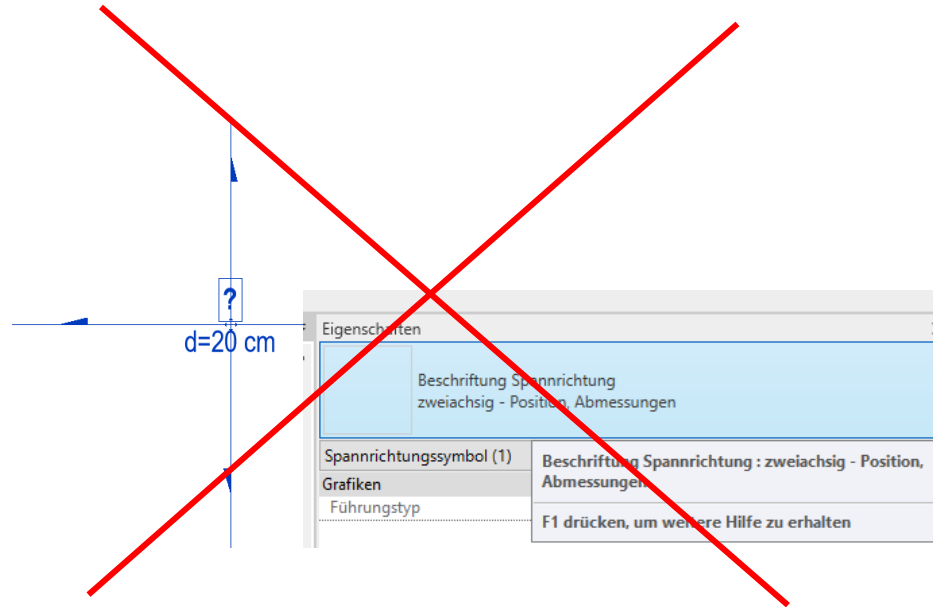 ?
d=20 cm
Eigenschaften
Beschriftung Spannrichtung
zweiachsig - Position, Abmessungen
Spannrichtungssymbol (1)
Grafiken
Führungstyp
Beschriftung Spannrichtung : zweiachsig - Position,
Abmessungen
F1 drücken, um weitere Hilfe zu erhalten